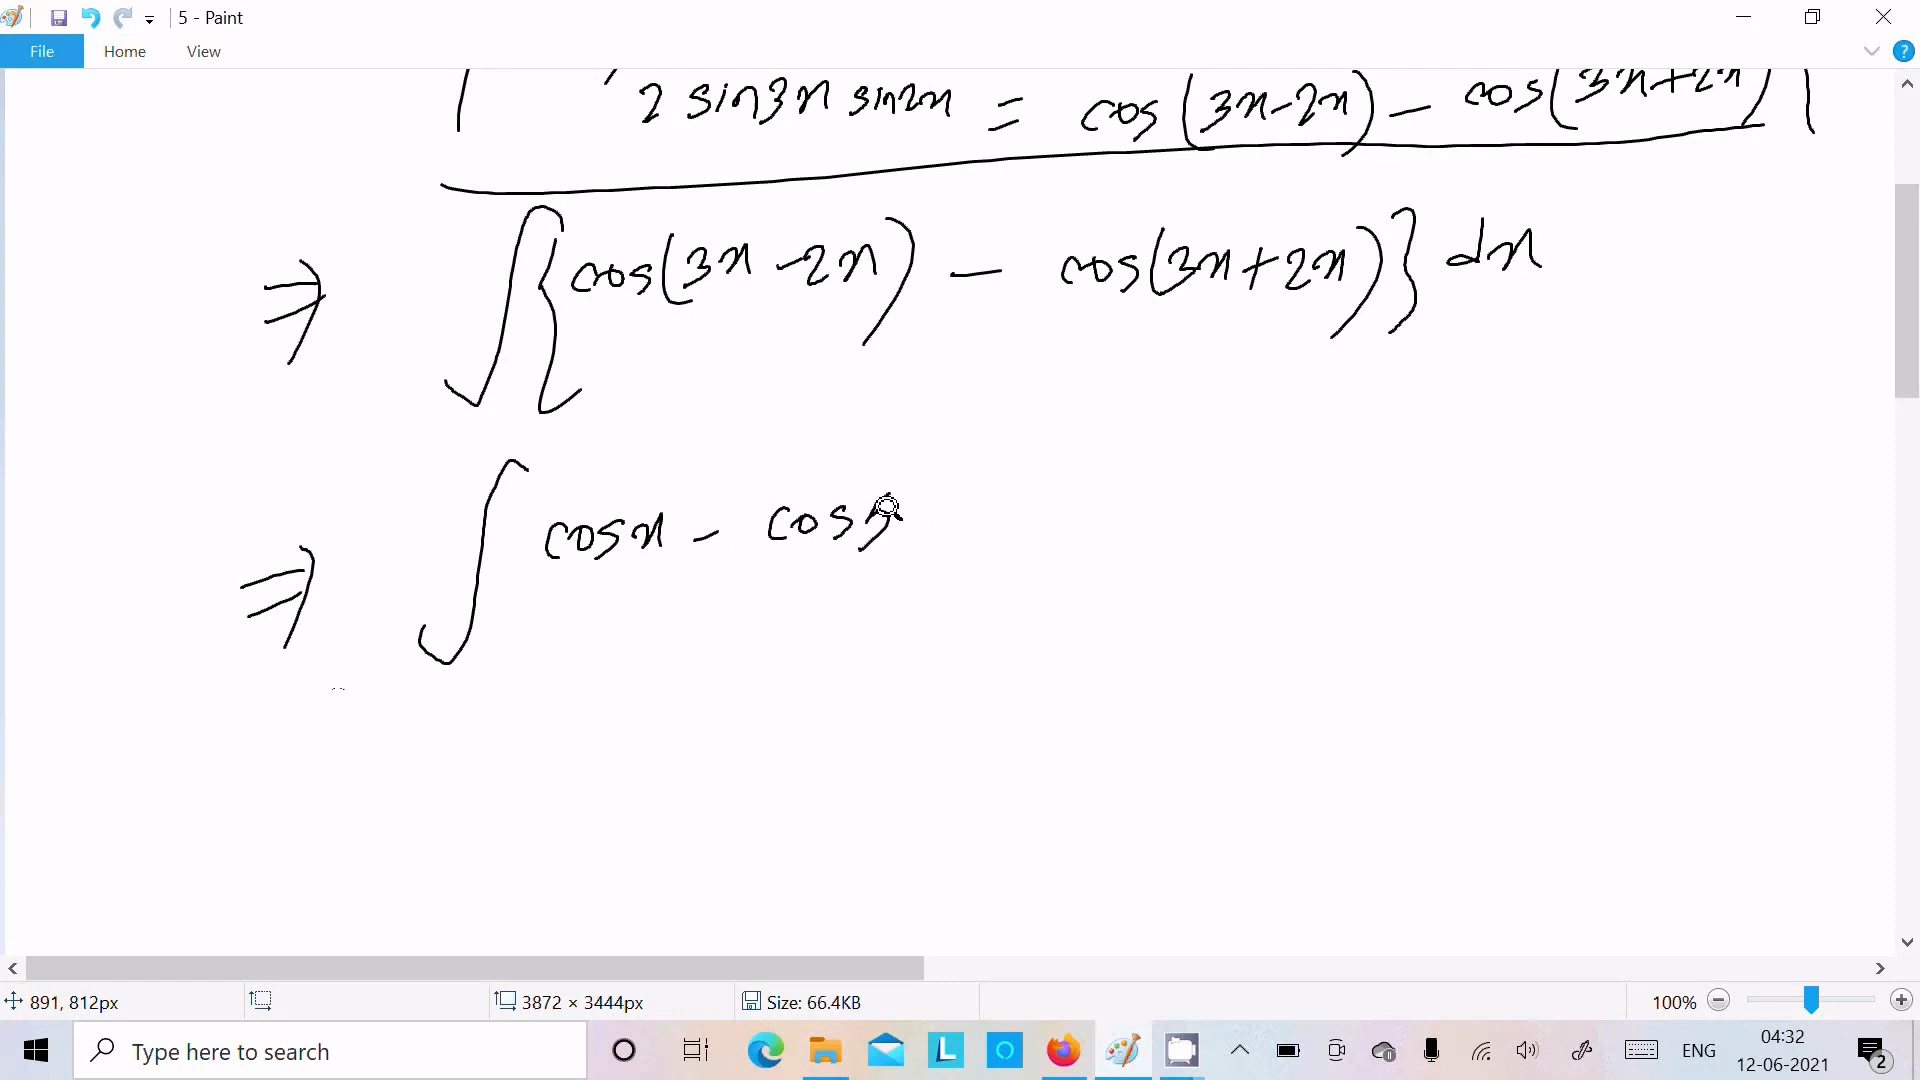 5 - Paint
File Home View
2 sin3x sin2x = cos(3x-2x) - cos(3x+2x)
⇒ ∫{cos(3x-2x) - cos(3x+2x)} dx
⇒ ∫ cosx - cos5
891, 812px 3872 × 3444px Size: 66.4KB 100%
Type here to search L ENG 04:32
12-06-2021 2